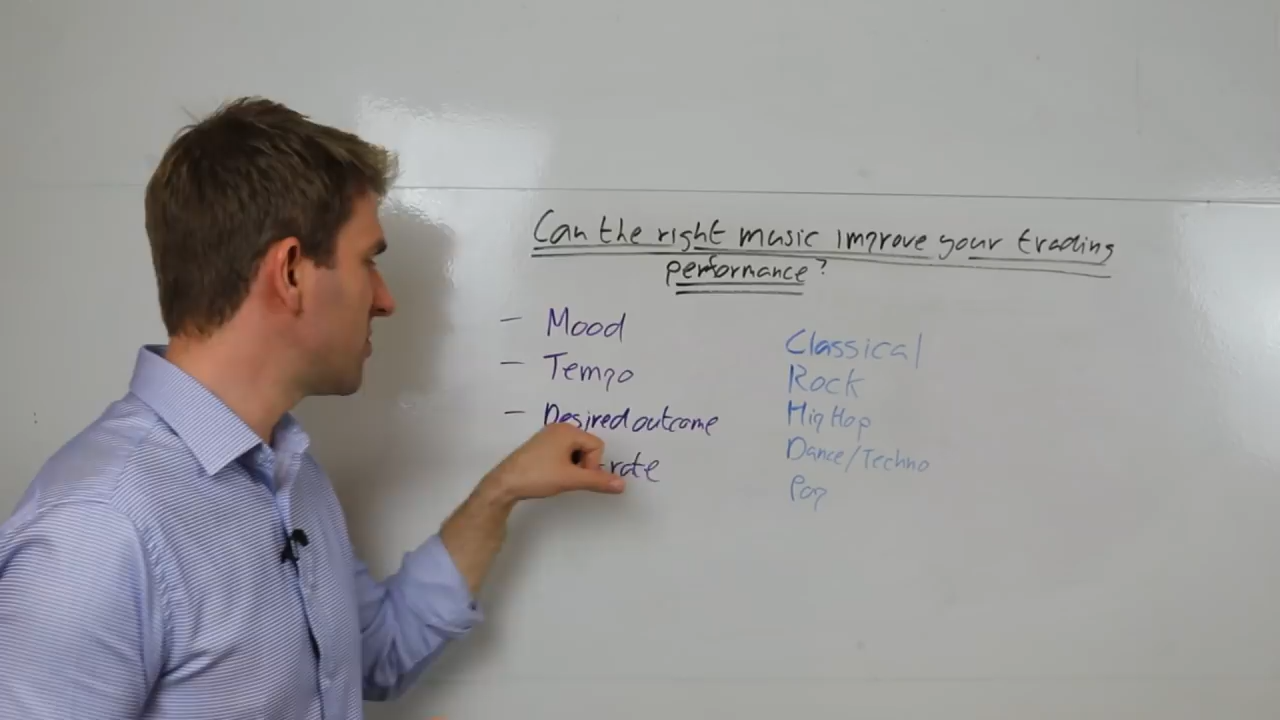 Can the right music improve your trading
performance?
- Mood
- Tempo
- Desired outcome
-rate
Classical
Rock
Hip Hop
Dance/Techno
Pop